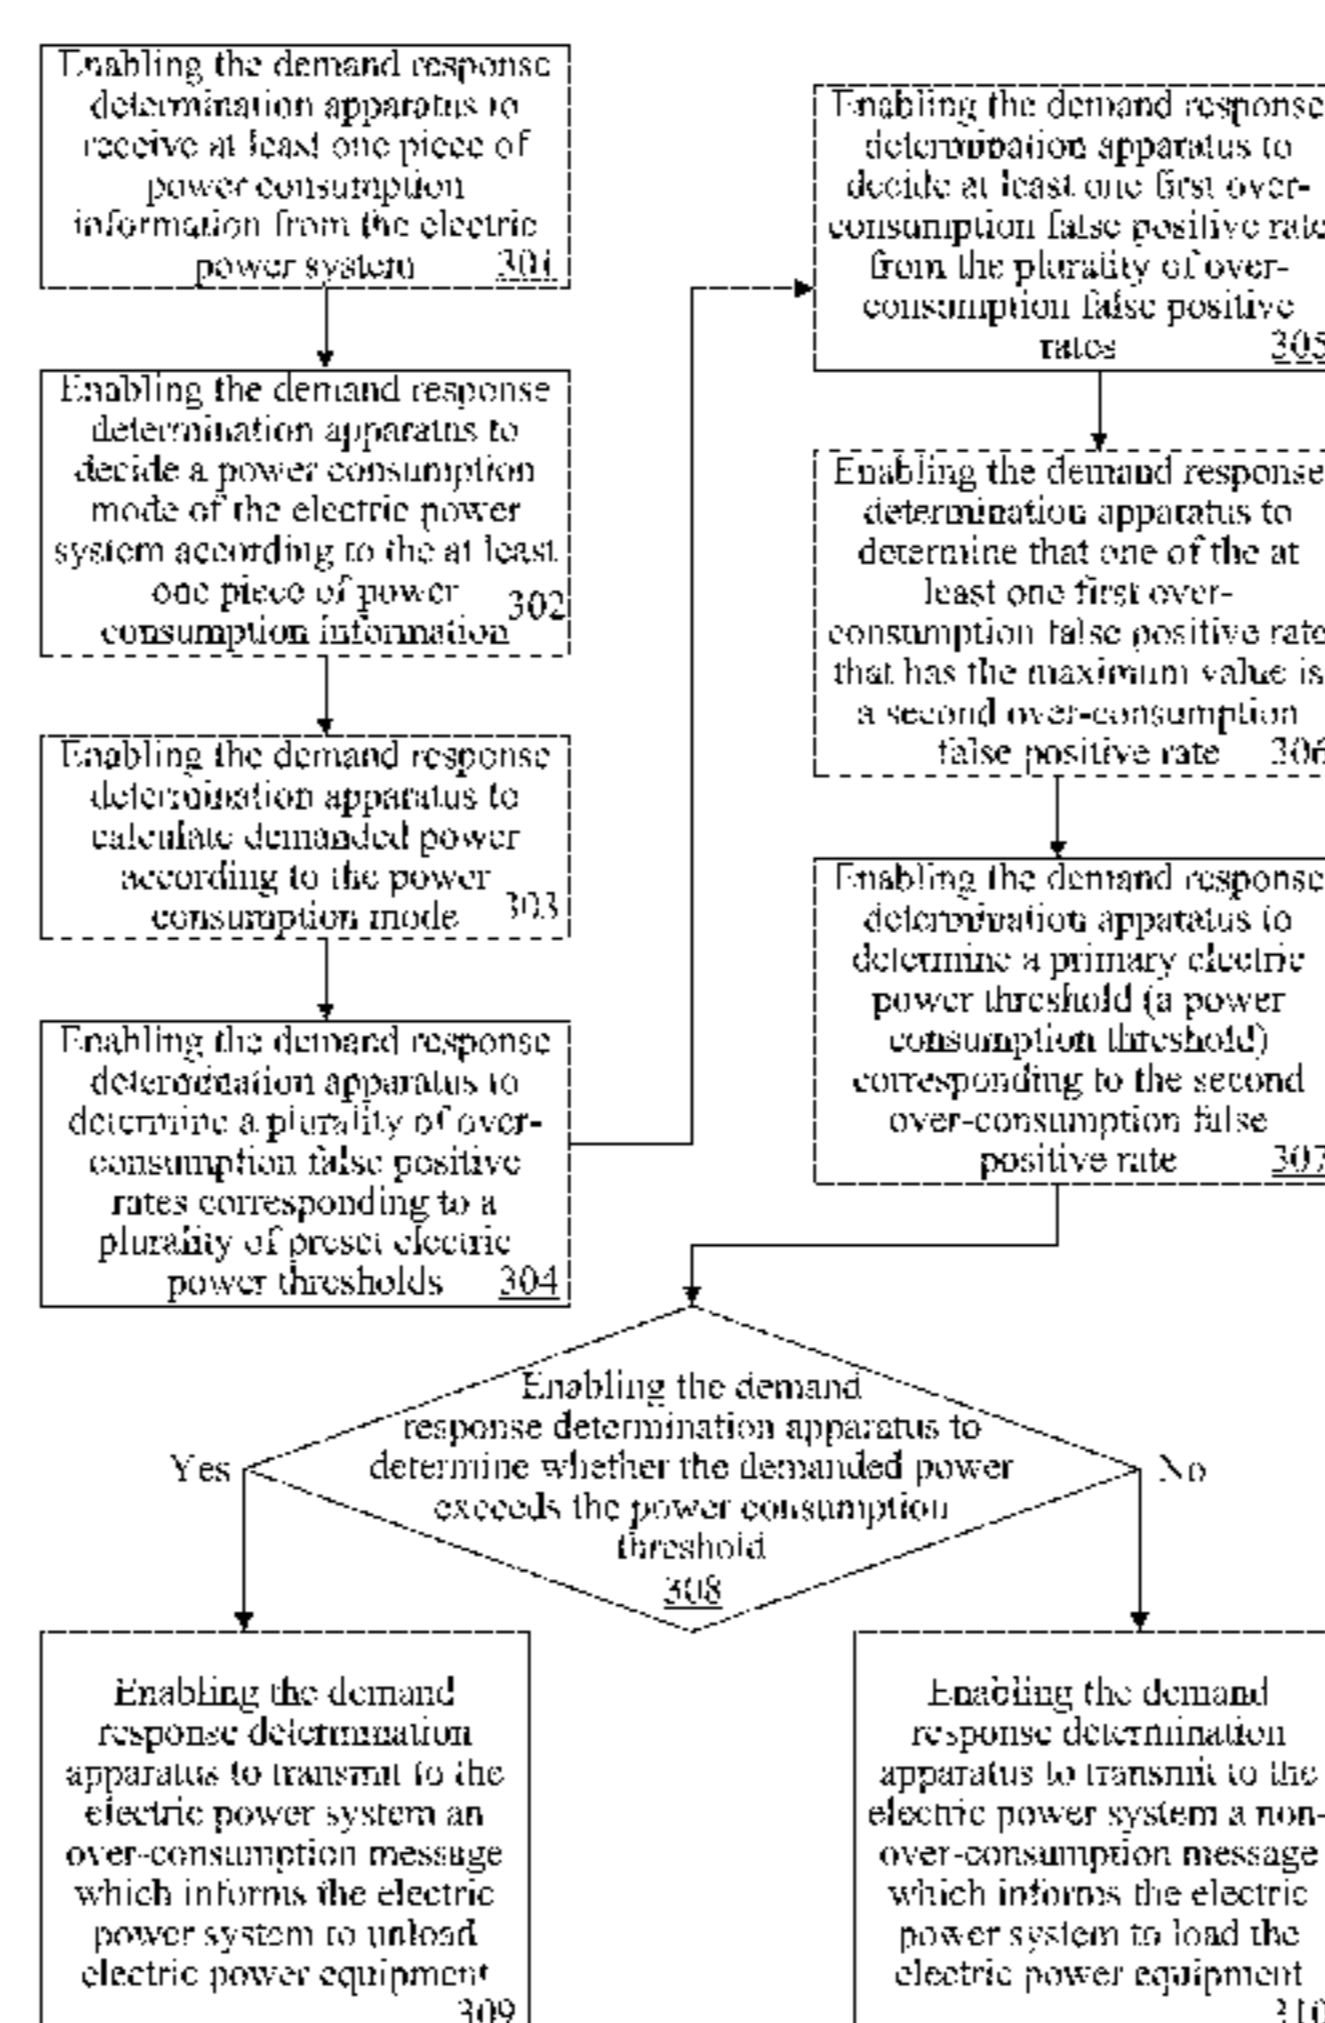 Enabling the demand response
determination apparatus to
receive at least one piece of
power consumption
information from the electric
power system 301
Enabling the demand response
determination apparatus to
decide a power consumption
mode of the electric power
system according to the at least
one piece of power
consumption information 302
Enabling the demand response
determination apparatus to
calculate demanded power
according to the power
consumption mode 303
Enabling the demand response
determination apparatus to
determine a plurality of over-
consumption false positive
rates corresponding to a
plurality of preset electric
power thresholds 304
Enabling the demand response
determination apparatus to
decide at least one first over-
consumption false positive rate
from the plurality of over-
consumption false positive
rates 305
Enabling the demand response
determination apparatus to
determine that one of the at
least one first over-
consumption false positive rate
that has the maximum value is
a second over-consumption
false positive rate 306
Enabling the demand response
determination apparatus to
determine a primary electric
power threshold (a power
consumption threshold)
corresponding to the second
over-consumption false
positive rate 307
Enabling the demand
response determination apparatus to
determine whether the demanded power
exceeds the power consumption
threshold
308
Yes
No
Enabling the demand
response determination
apparatus to transmit to the
electric power system an
over-consumption message
which informs the electric
power system to unload
electric power equipment
309
Enabling the demand
response determination
apparatus to transmit to the
electric power system a non-
over-consumption message
which informs the electric
power system to load the
electric power equipment
310